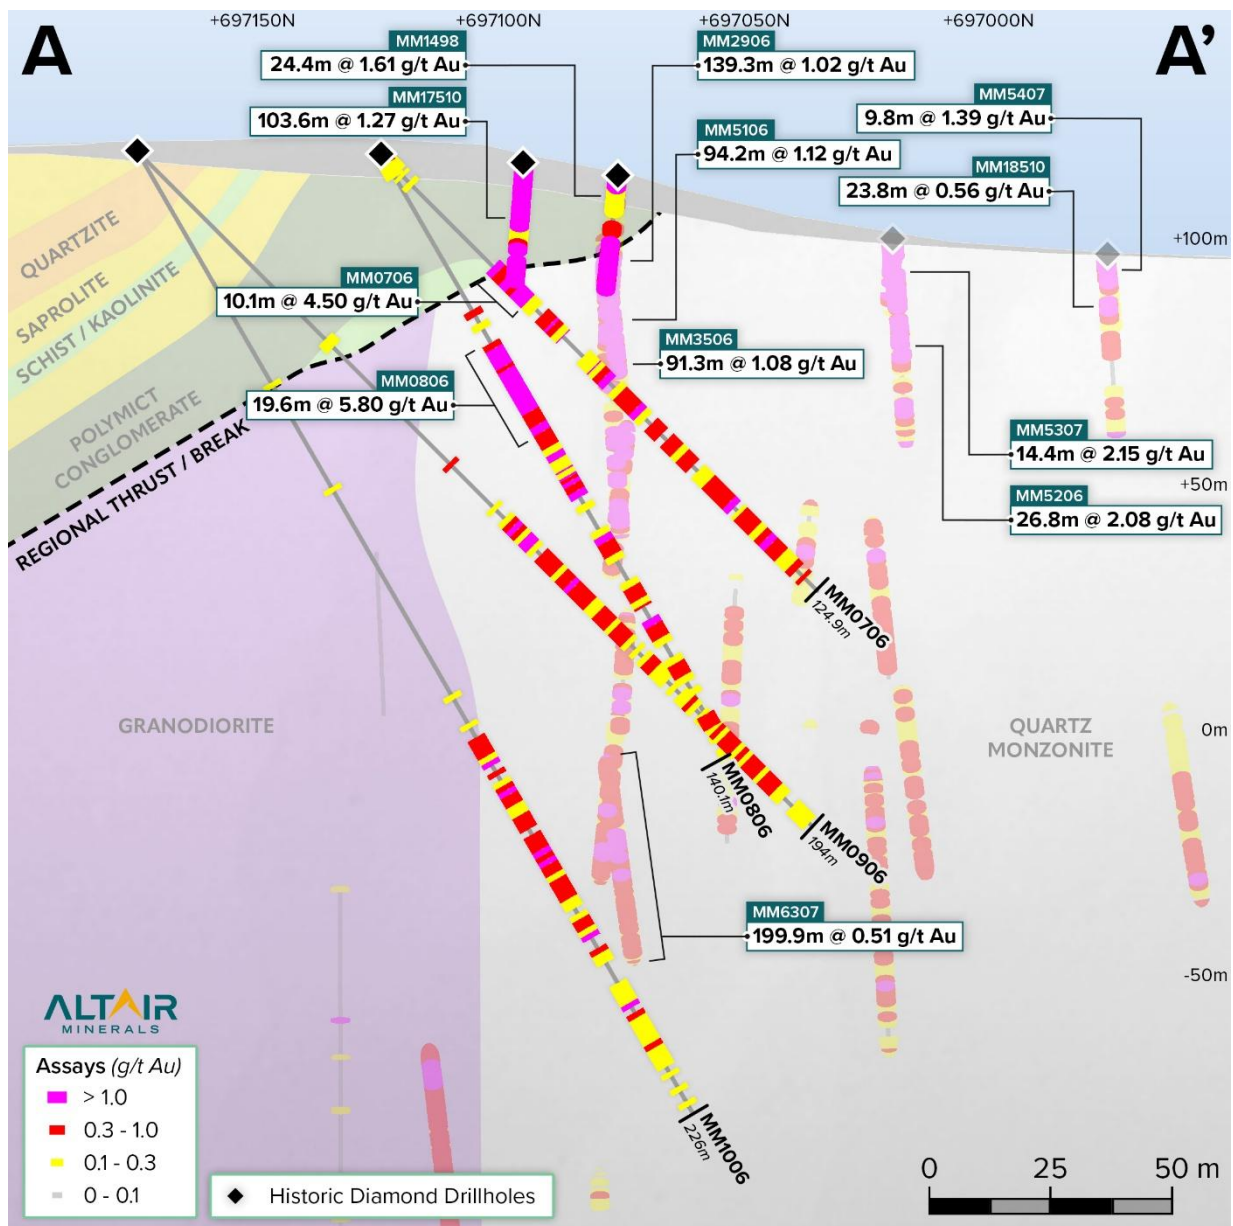 +697150N
+697100N
+697050N
+697000N
A
A’
MM1498
24.4m @ 1.61 g/t Au
MM17510
103.6m @ 1.27 g/t Au
MM2906
139.3m @ 1.02 g/t Au
MM5106
94.2m @ 1.12 g/t Au
MM5407
9.8m @ 1.39 g/t Au
MM18510
23.8m @ 0.56 g/t Au
+100m
QUARTZITE
SAPROLITE
SCHIST / KAOLINITE
POLYMICT
CONGLOMERATE
REGIONAL THRUST / BREAK
MM0706
10.1m @ 4.50 g/t Au
MM3506
91.3m @ 1.08 g/t Au
MM0806
19.6m @ 5.80 g/t Au
MM5307
14.4m @ 2.15 g/t Au
+50m
MM5206
26.8m @ 2.08 g/t Au
MM0706
124.9m
GRANODIORITE
QUARTZ
MONZONITE
0m
MM0806
140.1m
MM0906
194m
MM6307
199.9m @ 0.51 g/t Au
-50m
MM1006
226m
ALTAIR
MINERALS
Assays (g/t Au)
> 1.0
0.3 - 1.0
0.1 - 0.3
0 - 0.1
Historic Diamond Drillholes
0
25
50 m